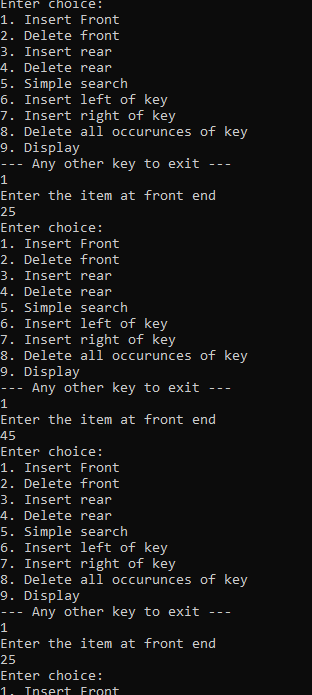 Enter choice:
1. Insert Front
2. Delete front
3. Insert rear
4. Delete rear
5. Simple search
6. Insert left of key
7. Insert right of key
8. Delete all occurunces of key
9. Display
--- Any other key to exit ---
1
Enter the item at front end
25
Enter choice:
1. Insert Front
2. Delete front
3. Insert rear
4. Delete rear
5. Simple search
6. Insert left of key
7. Insert right of key
8. Delete all occurunces of key
9. Display
--- Any other key to exit ---
1
Enter the item at front end
45
Enter choice:
1. Insert Front
2. Delete front
3. Insert rear
4. Delete rear
5. Simple search
6. Insert left of key
7. Insert right of key
8. Delete all occurunces of key
9. Display
--- Any other key to exit ---
1
Enter the item at front end
25
Enter choice:
1. Insert Front